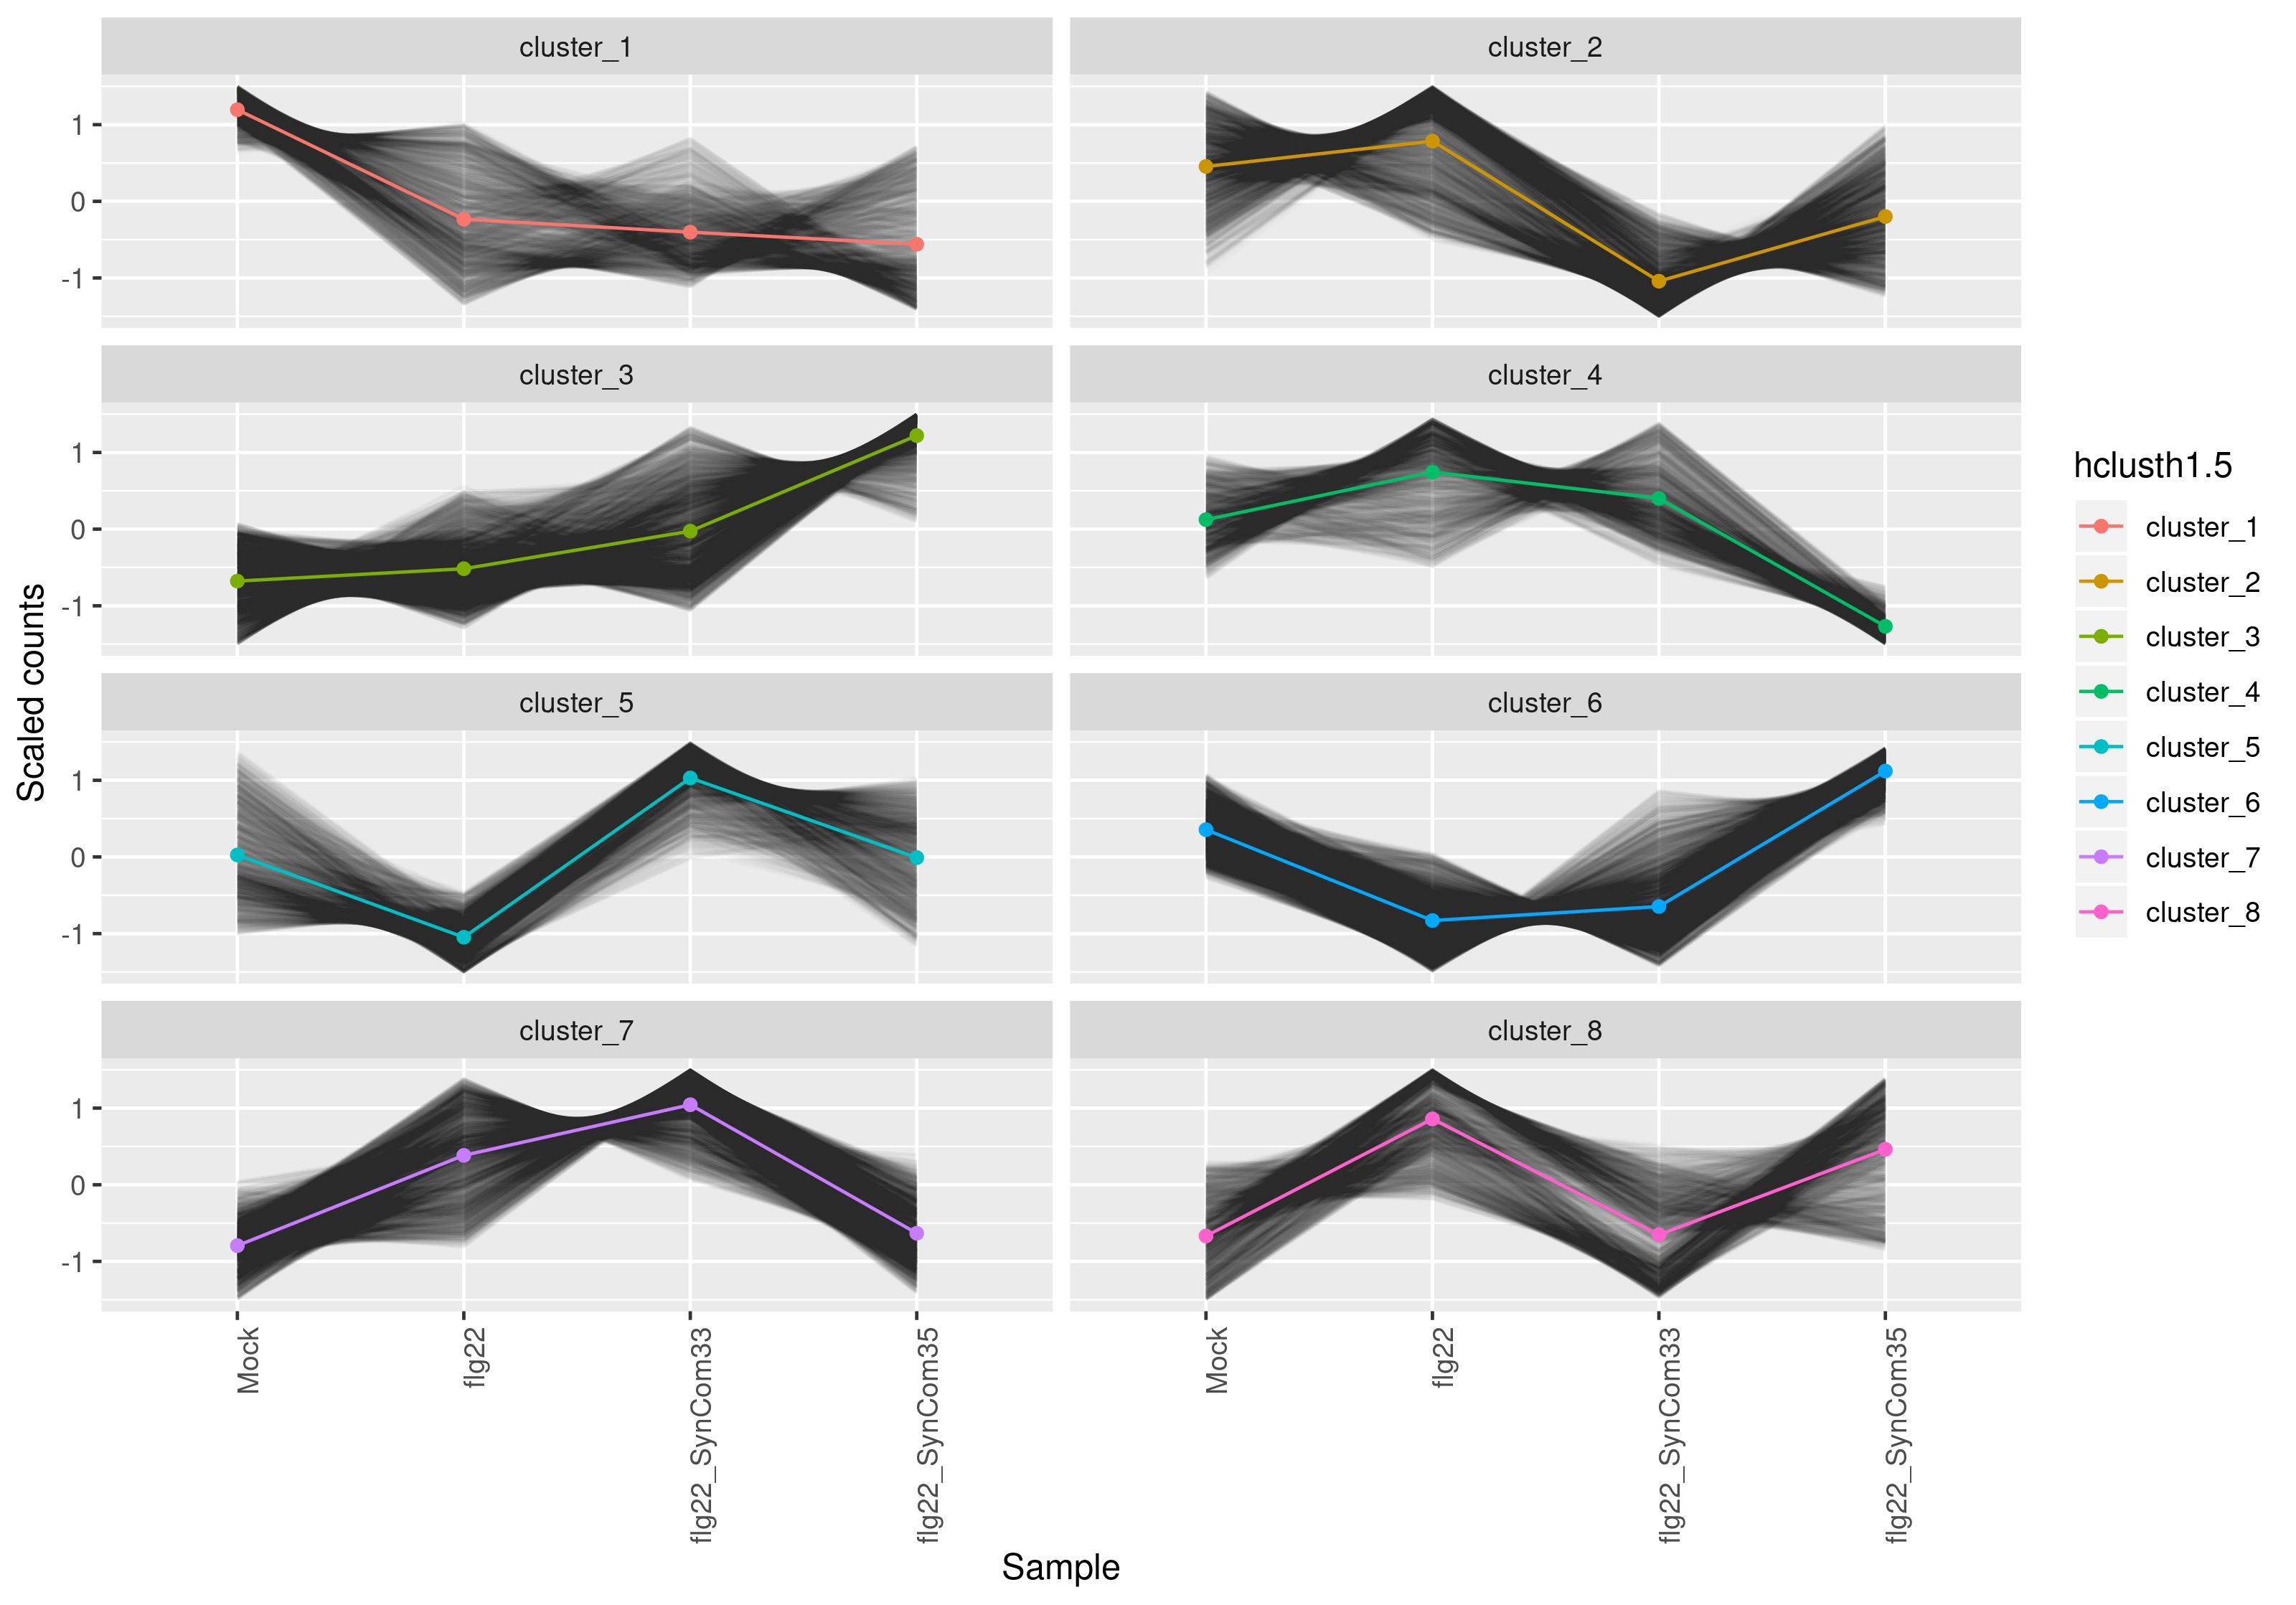 cluster_1
cluster_2
1
0
-1
cluster_3
cluster_4
1
0
-1
cluster_5
cluster_6
1
0
-1
cluster_7
cluster_8
1
0
-1
Mock
flg22
flg22_SynCom33
flg22_SynCom35
Mock
flg22
flg22_SynCom33
flg22_SynCom35
Sample
Scaled counts
hclusth1.5
cluster_1
cluster_2
cluster_3
cluster_4
cluster_5
cluster_6
cluster_7
cluster_8